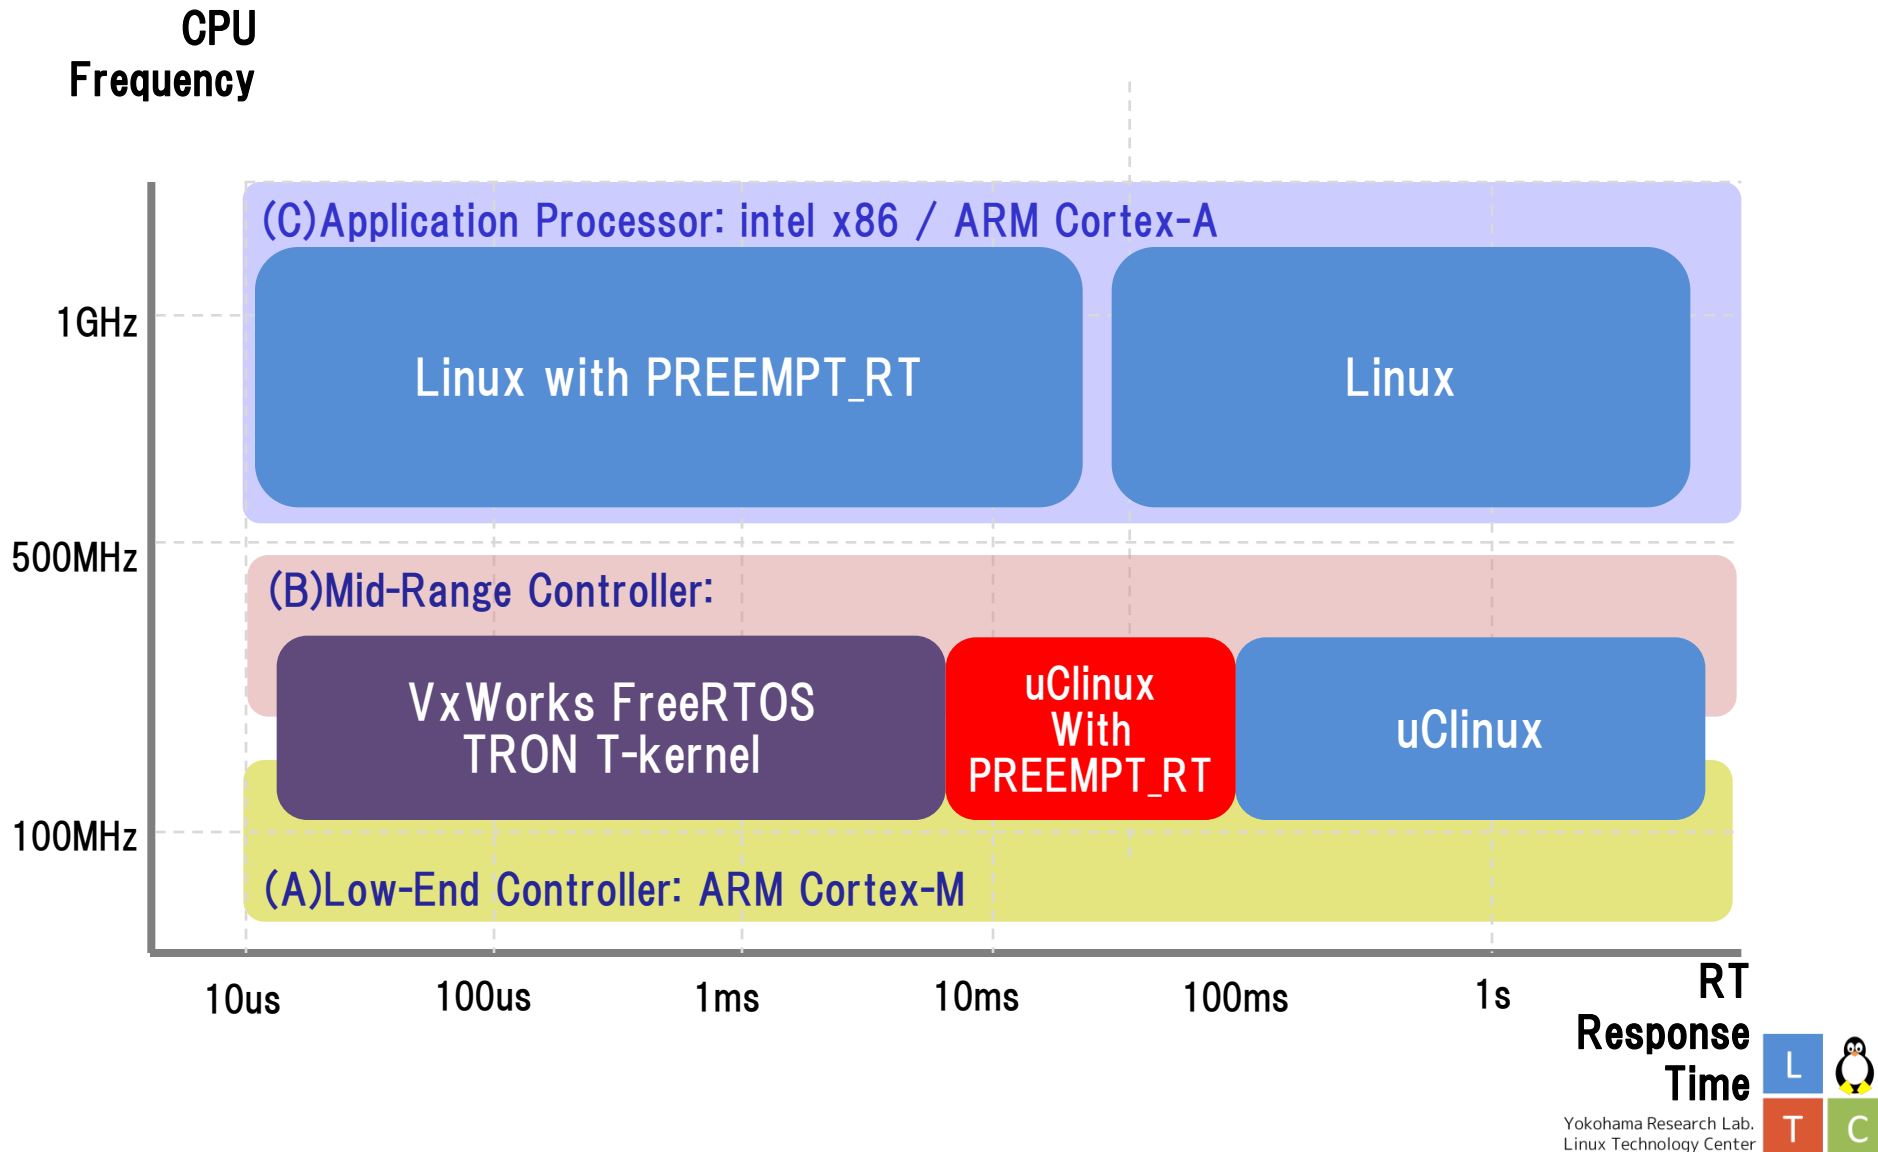 CPU
Frequency
(C)Application Processor: intel x86 / ARM Cortex-A
1GHz
Linux with PREEMPT_RT
Linux
500MHz
(B)Mid-Range Controller:
VxWorks FreeRTOS
TRON T-kernel
uClinux
With
PREEMPT_RT
uClinux
100MHz
(A)Low-End Controller: ARM Cortex-M
10us
100us
1ms
10ms
100ms
1s
RT
Response
Time
Yokohama Research Lab.
Linux Technology Center
L
T
C